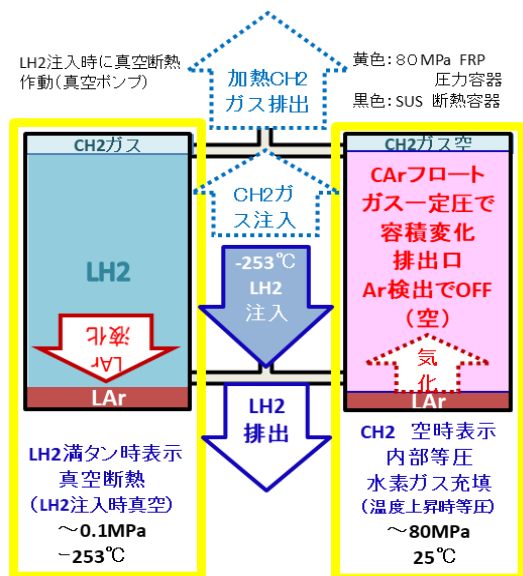 LH2注入時に真空断熱
作動(真空ポンプ)
加熱CH2
ガス排出
黄色:80MPa FRP
圧力容器
黒色:SUS 断熱容器
CH2ガス
LH2
LAr
液化
LAr
CH2ガ
ス注入
-253℃
LH2
注入
LH2
排出
CH2ガス空
CArフロート
ガス一定圧で
容積変化
排出口
Ar検出でOFF
(空)
気
化
LAr
LH2満タン時表示
真空断熱
(LH2注入時真空)
~0.1MPa
-253℃
CH2 空時表示
内部等圧
水素ガス充填
(温度上昇時等圧)
~80MPa
25℃